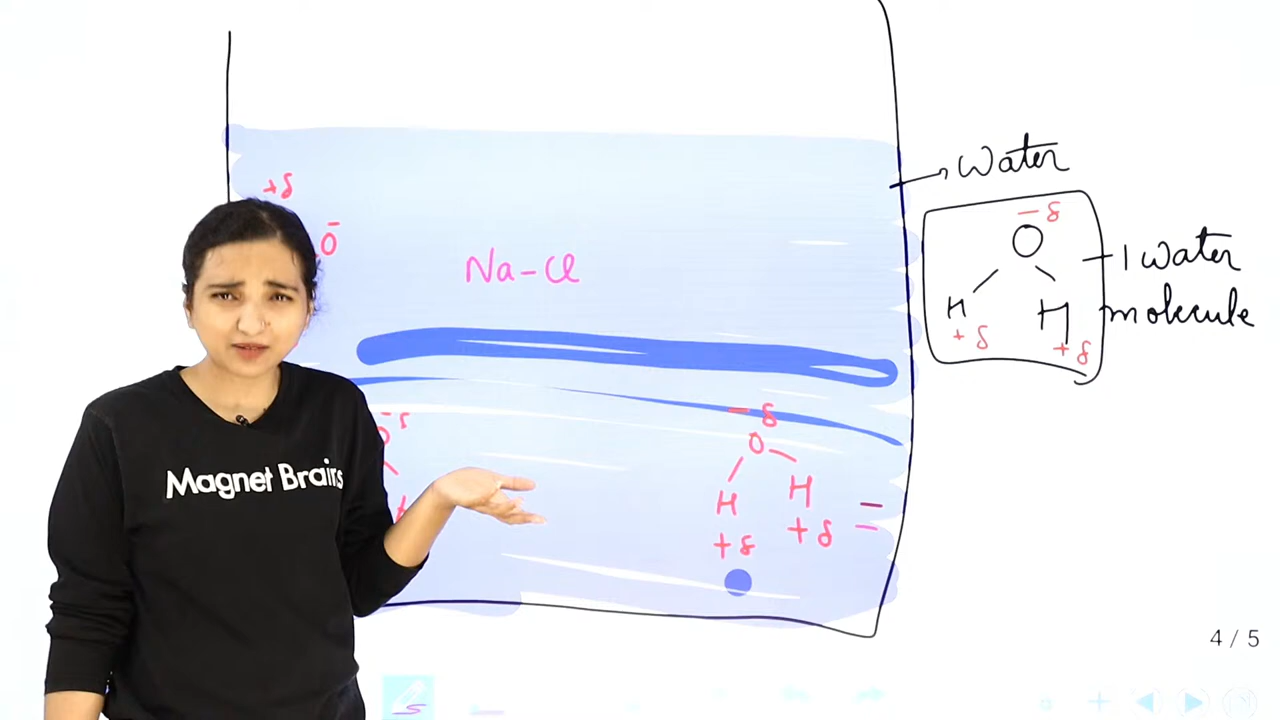 Water
+δ
O⁻
Na-Cl
-δ
O
H H
+δ +δ
1 Water
molecule
-δ
O
H H
+δ +δ
Magnet Brains
4 / 5